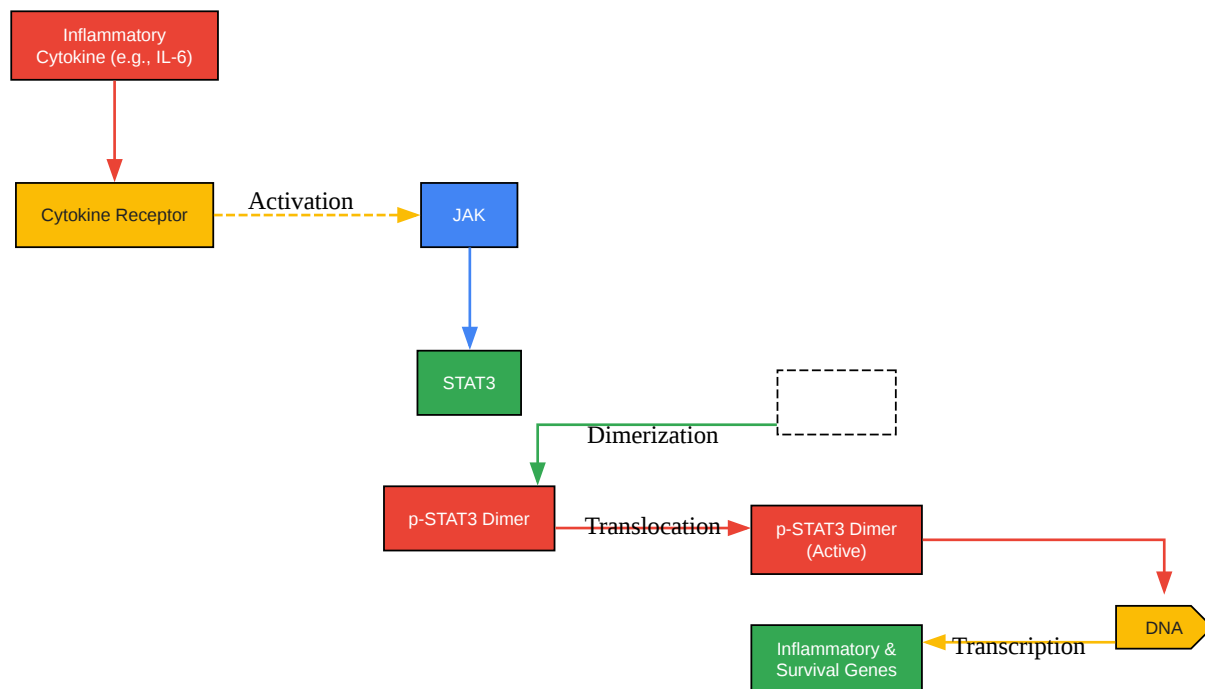 Inflammatory
Cytokine (e.g., IL-6)
Cytokine Receptor
Activation
JAK
STAT3
Dimerization
p-STAT3 Dimer
Translocation
p-STAT3 Dimer
(Active)
DNA
Transcription
Inflammatory &
Survival Genes